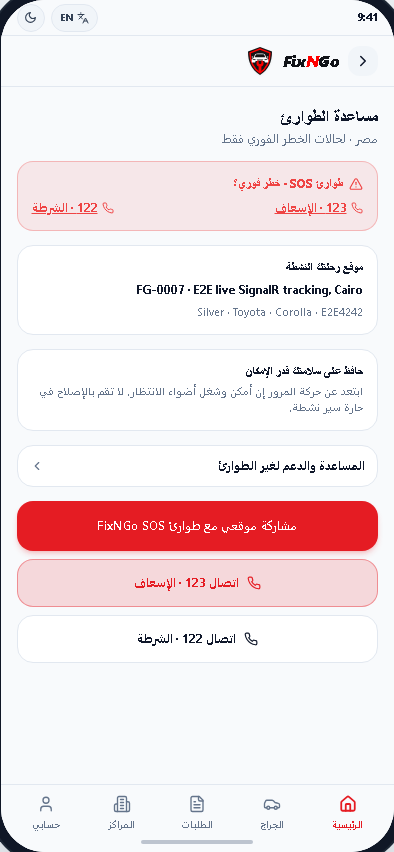 9:41
EN
FixNGo
مساعدة الطوارئ
مصر · لحالات الخطر الفوري فقط
طوارئ SOS · خطر فوري؟
123 · الإسعاف
122 · الشرطة
موقع رحلتك النشطة
FG-0007 · E2E live SignalR tracking, Cairo
Silver · Toyota · Corolla · E2E4242
حافظ على سلامتك قدر الإمكان
ابتعد عن حركة المرور إن أمكن وشغل أضواء الانتظار. لا تقم بالإصلاح في
حارة سير نشطة.
المساعدة والدعم لغير الطوارئ
مشاركة موقعي مع طوارئ FixNGo SOS
اتصال 123 · الإسعاف
اتصال 122 · الشرطة
الرئيسية
الجراج
الطلبات
المراكز
حسابي